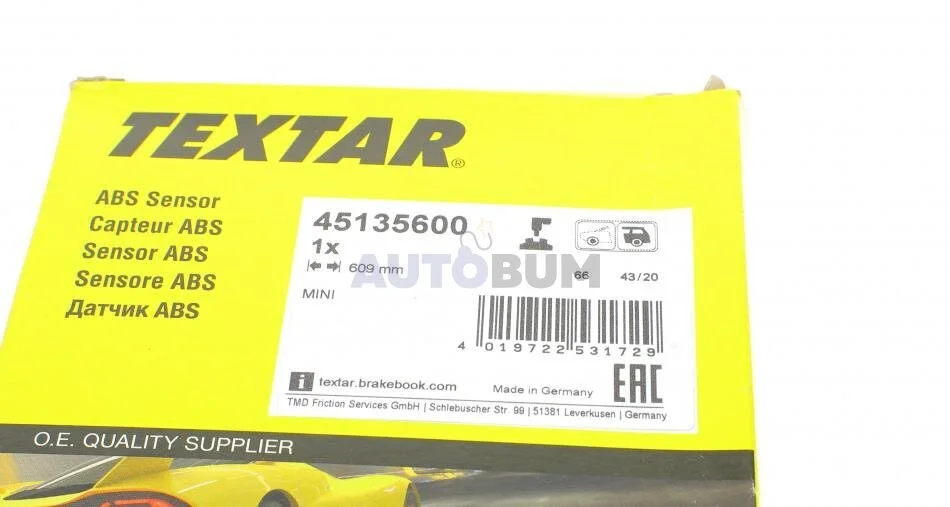 TEXTAR®
ABS Sensor
Capteur ABS
Sensor ABS
Sensore ABS
Датчик ABS
45135600
1x
609 mm
66
43/20
MINI
AUTOBUM
4 019722 531729
i textar.brakebook.com
Made in Germany
EAC
TMD Friction Services GmbH | Schlebuscher Str. 99 | 51381 Leverkusen | Germany
O.E. QUALITY SUPPLIER